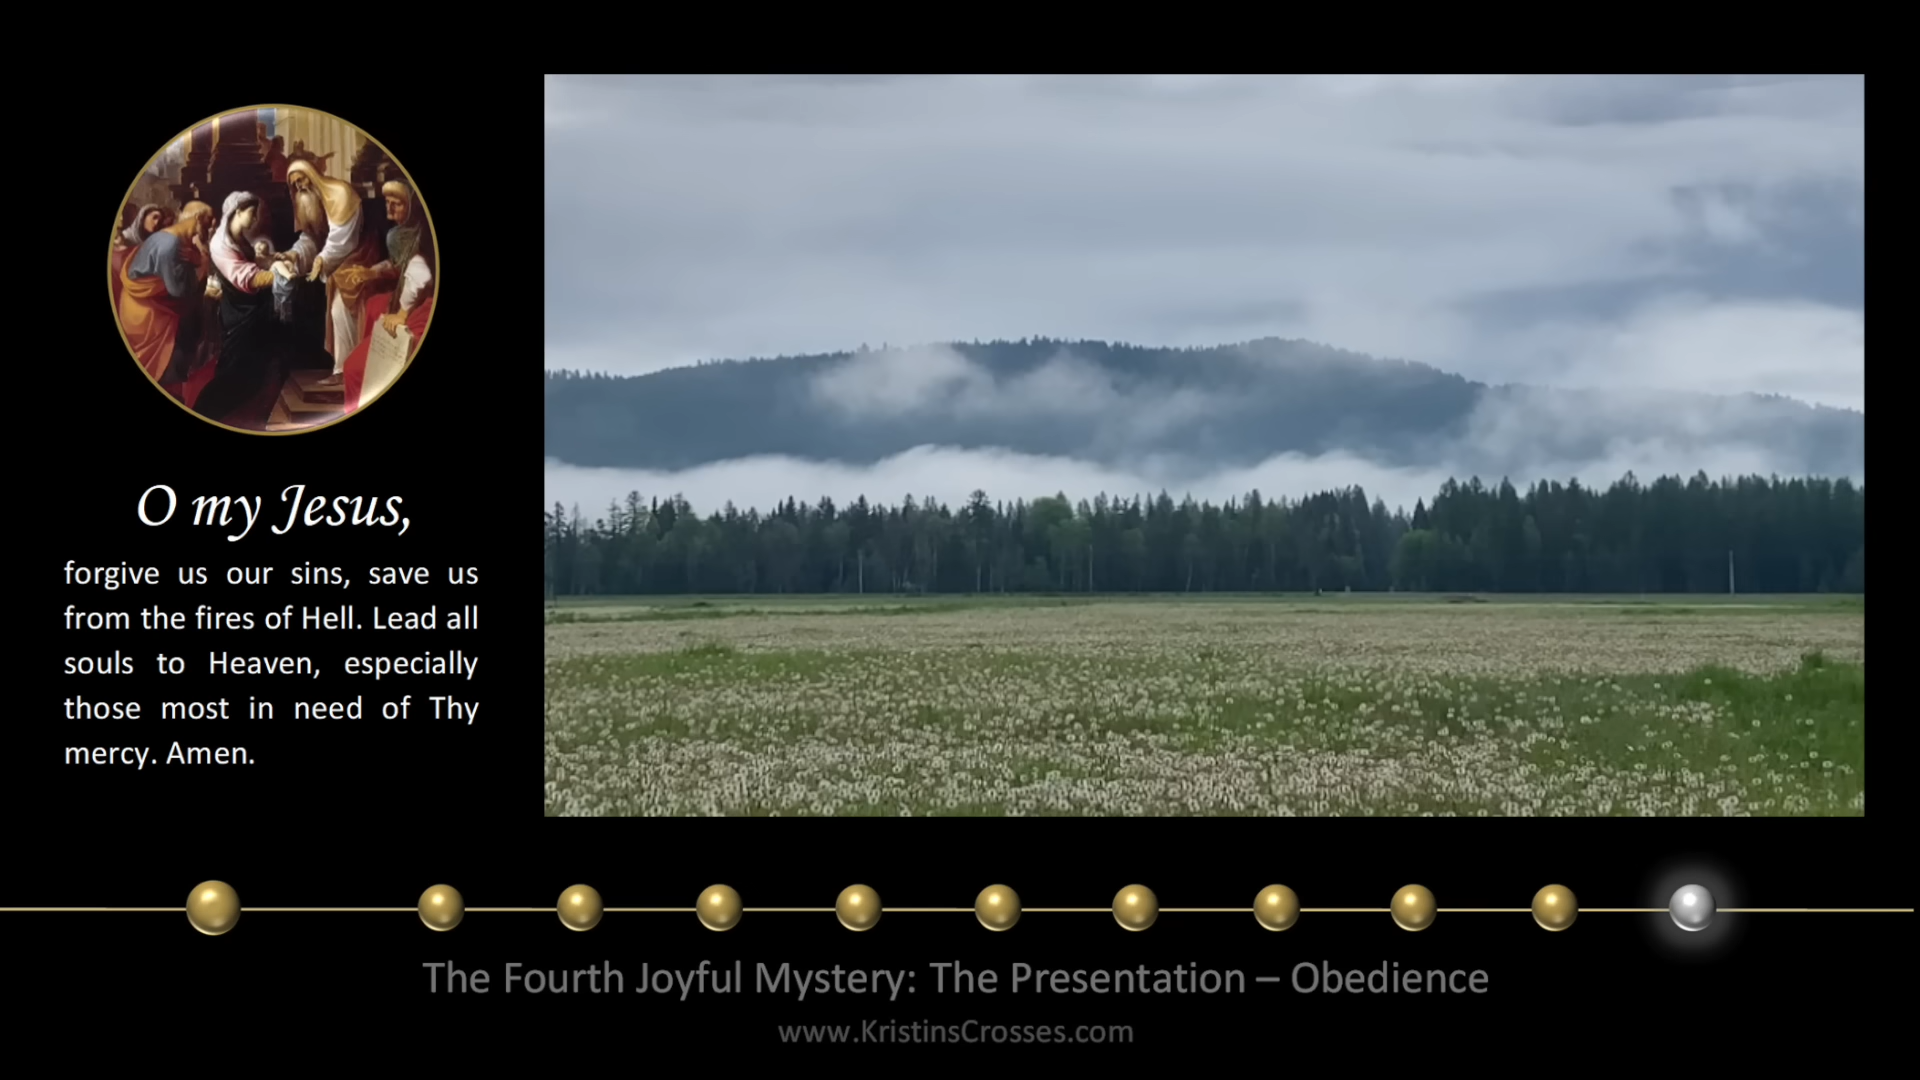 O my Jesus,
forgive us our sins, save us
from the fires of Hell. Lead all
souls to Heaven, especially
those most in need of Thy
mercy. Amen.
The Fourth Joyful Mystery: The Presentation – Obedience
www.KristinsCrosses.com